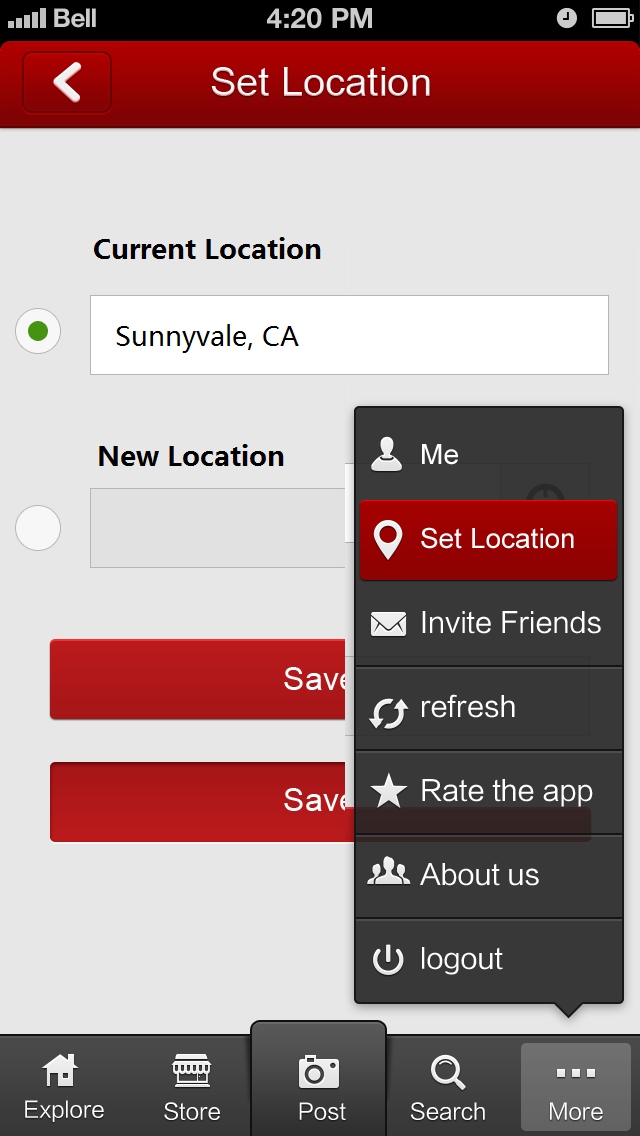 Bell 4:20 PM
Set Location
Current Location
Sunnyvale, CA
New Location
Save
Save
Me
Set Location
Invite Friends
refresh
Rate the app
About us
logout
Explore
Store
Post
Search
More